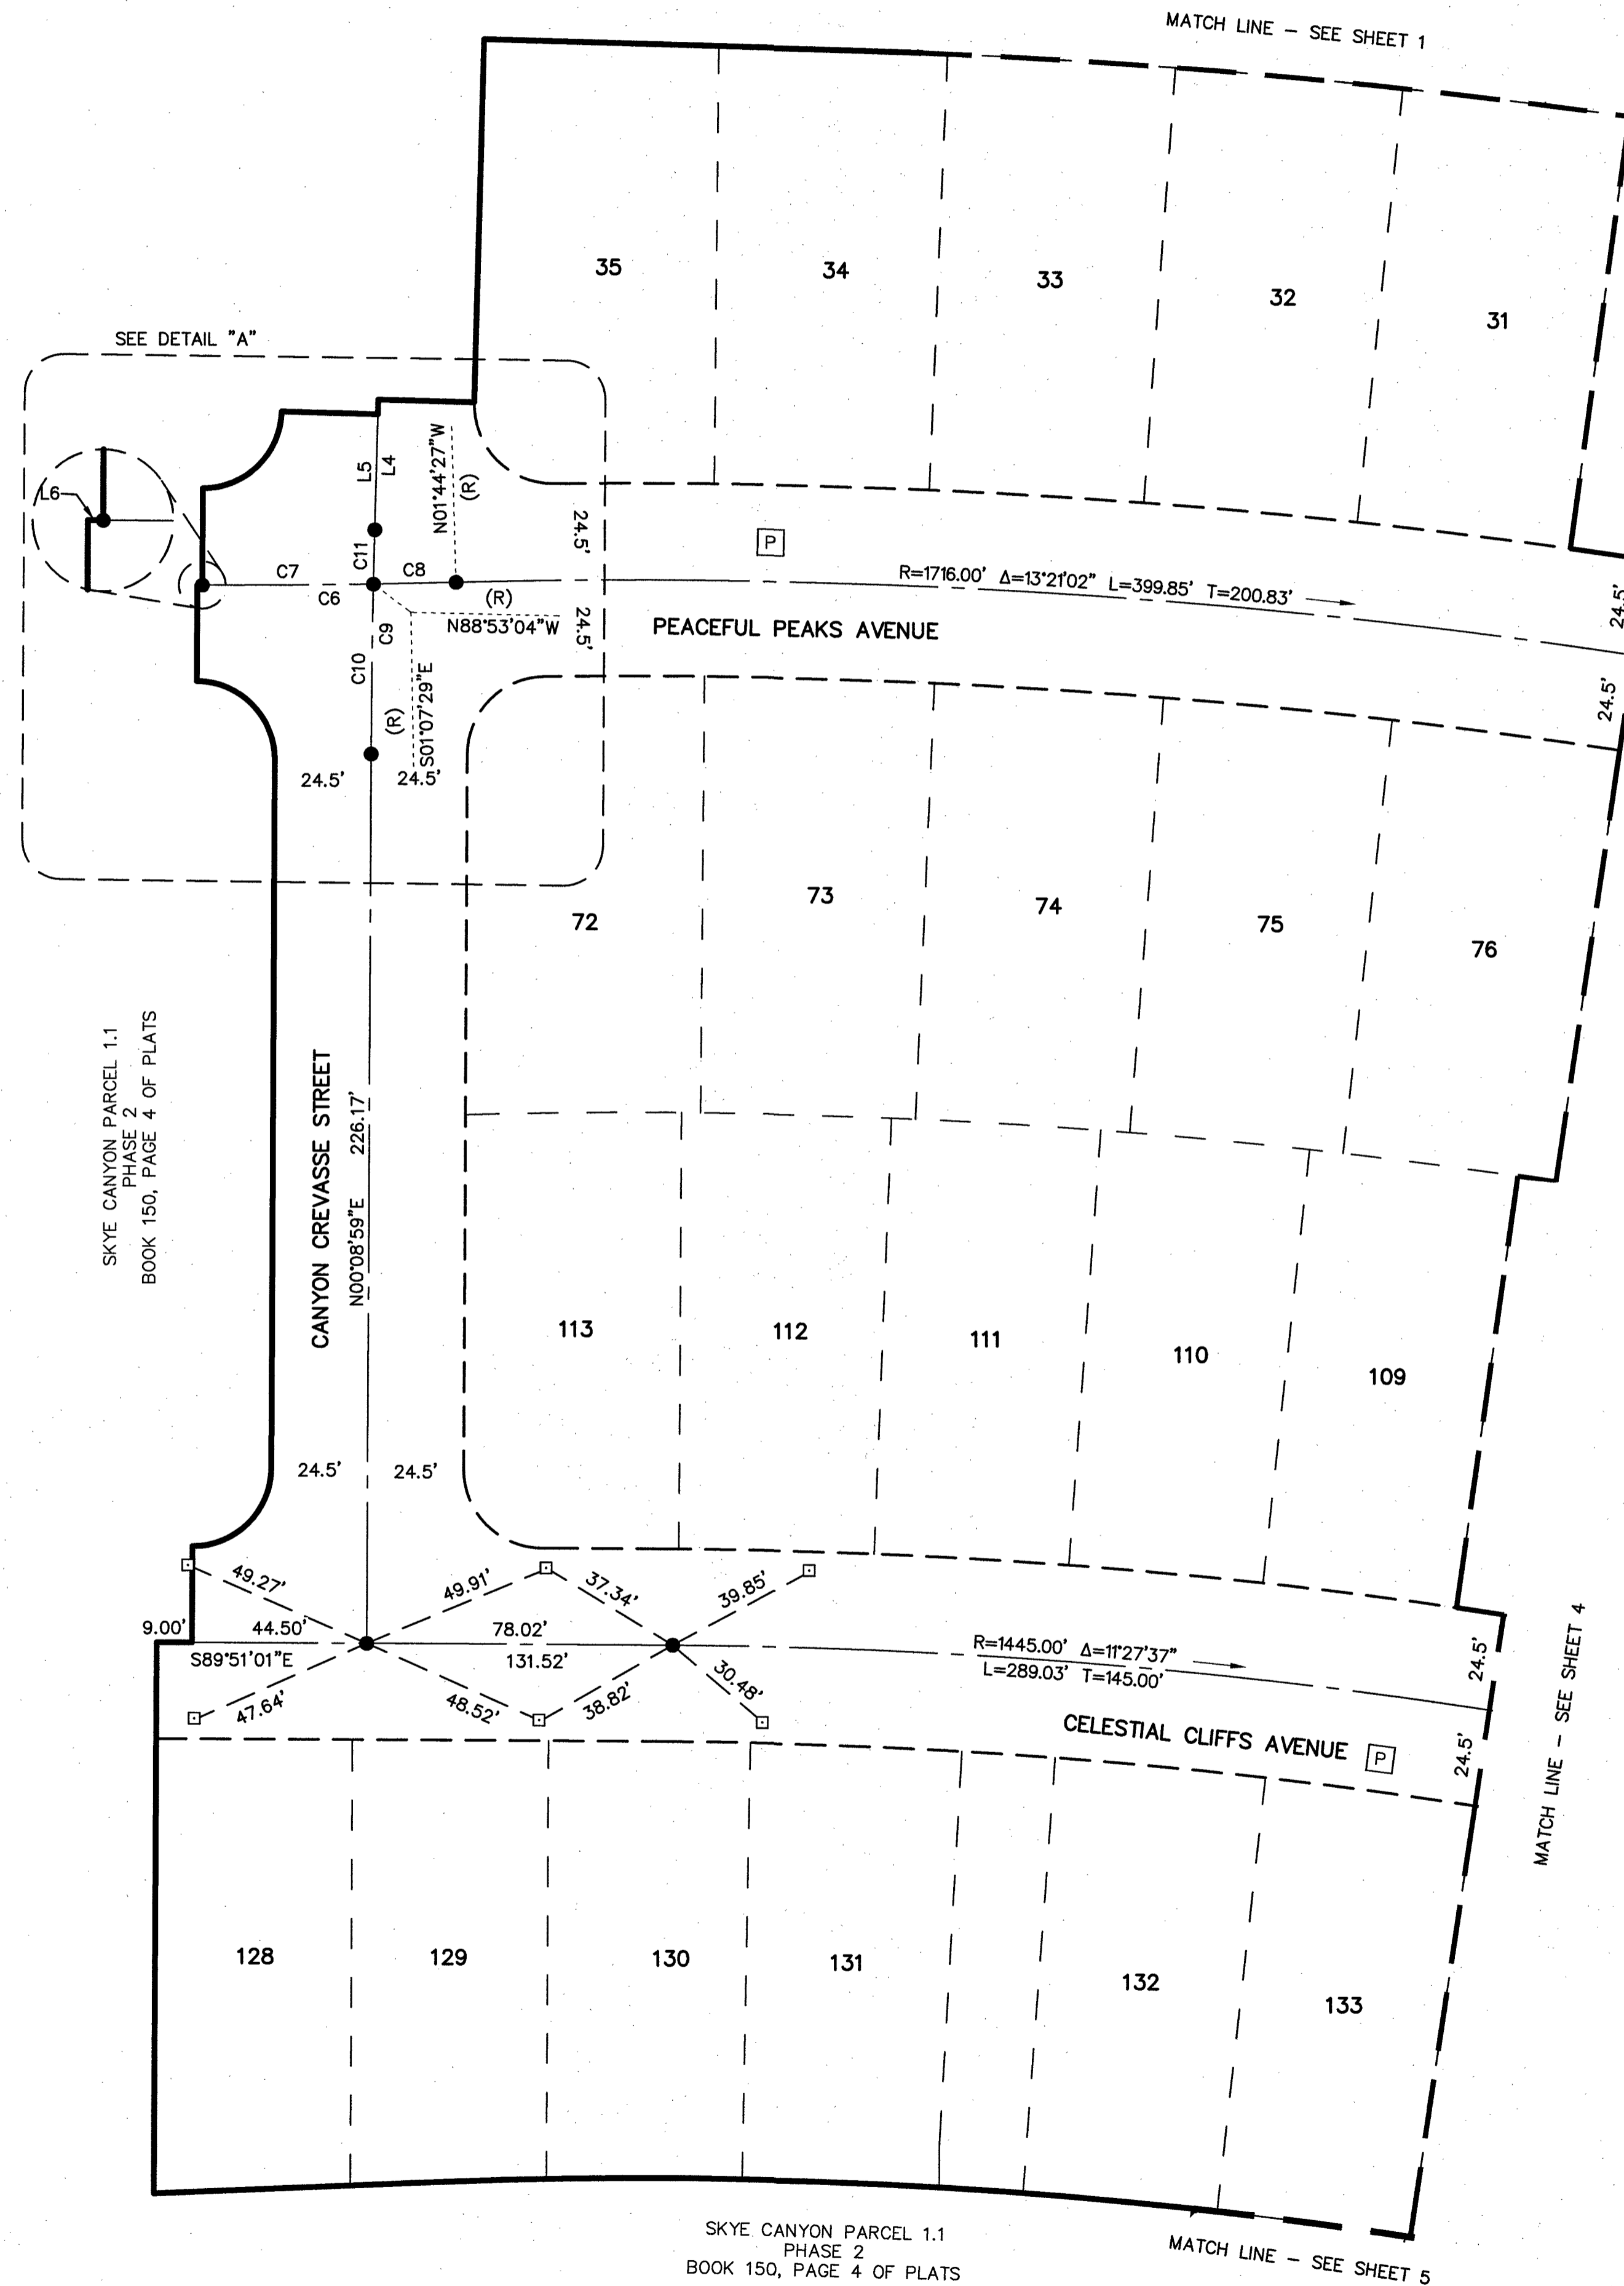 MATCH LINE - SEE SHEET 1
35
34
33
32
31
SEE DETAIL "A"
L6
L5
L4
N01°44'27"W
(R)
24.5'
P
C7
C11
C8
C6
(R)
N88°53'04"W
24.5'
R=1716.00' Δ=13°21'02" L=399.85' T=200.83'
24.5'
PEACEFUL PEAKS AVENUE
C9
C10
(R)
S01°07'29"E
24.5'
24.5'
24.5'
72
73
74
75
76
SKYE CANYON PARCEL 1.1
PHASE 2
BOOK 150, PAGE 4 OF PLATS
CANYON CREVASSE STREET
N00°08'59"E 226.17'
113
112
111
110
109
24.5'
24.5'
49.27'
49.91'
37.34'
39.85'
9.00'
44.50'
78.02'
S89°51'01"E
131.52'
R=1445.00' Δ=11°27'37"
L=289.03' T=145.00'
24.5'
47.64'
48.52'
38.82'
30.48'
CELESTIAL CLIFFS AVENUE
P
24.5'
MATCH LINE - SEE SHEET 4
128
129
130
131
132
133
SKYE CANYON PARCEL 1.1
PHASE 2
BOOK 150, PAGE 4 OF PLATS
MATCH LINE - SEE SHEET 5